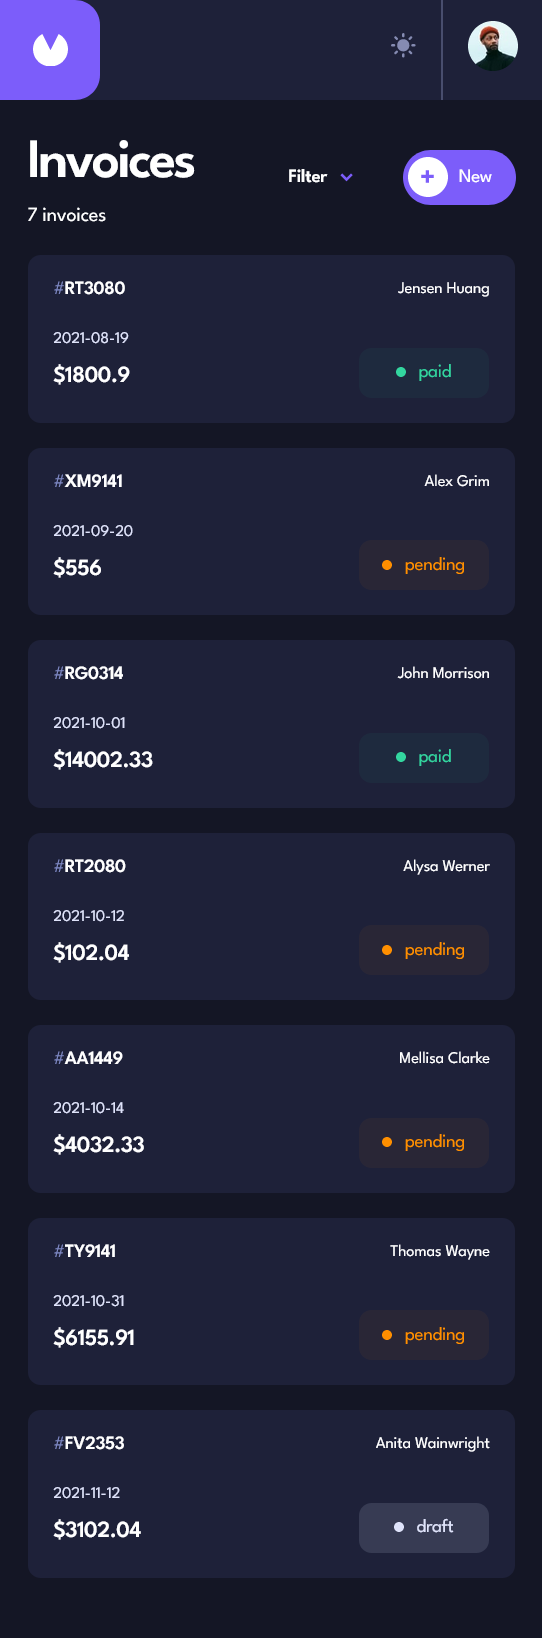 Invoices
7 invoices
Filter
+ New
#RT3080
Jensen Huang
2021-08-19
$1800.9
paid
#XM9141
Alex Grim
2021-09-20
$556
pending
#RG0314
John Morrison
2021-10-01
$14002.33
paid
#RT2080
Alysa Werner
2021-10-12
$102.04
pending
#AA1449
Mellisa Clarke
2021-10-14
$4032.33
pending
#TY9141
Thomas Wayne
2021-10-31
$6155.91
pending
#FV2353
Anita Wainwright
2021-11-12
$3102.04
draft